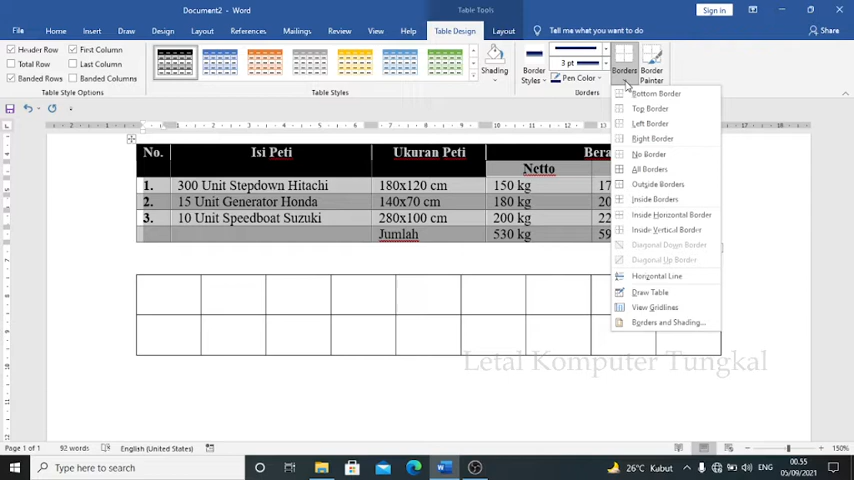 Document2 - Word
Table Tools
Sign in
File
Home
Insert
Draw
Design
Layout
References
Mailings
Review
View
Help
Table Design
Layout
Tell me what you want to do
Share
Header Row
First Column
Total Row
Last Column
Banded Rows
Banded Columns
Table Style Options
Table Styles
Shading
Border Styles
3 pt
Pen Color
Borders
Border Painter
Borders
Bottom Border
Top Border
Left Border
Right Border
No Border
All Borders
Outside Borders
Inside Borders
Inside Horizontal Border
Inside Vertical Border
Diagonal Down Border
Diagonal Up Border
Horizontal Line
Draw Table
View Gridlines
Borders and Shading...
No. Isi Peti Ukuran Peti Bera
Netto
1. 300 Unit Stepdown Hitachi 180x120 cm 150 kg 17
2. 15 Unit Generator Honda 140x70 cm 180 kg 20
3. 10 Unit Speedboat Suzuki 280x100 cm 200 kg 22
Jumlah 530 kg 59
Letal Komputer Tungkal
Page 1 of 1
92 words
English (United States)
150%
Type here to search
26°C Kabut
ENG
00.55
05/09/2021